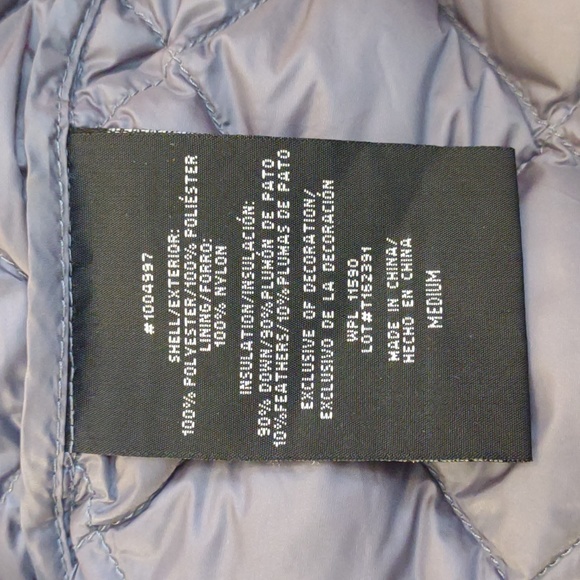 #1004997
SHELL/EXTERIOR:
100% POLYESTER/100% POLIÉSTER
LINING/FORRO:
100% NYLON
INSULATION/INSULACIÓN:
90% DOWN/90%PLUMÓN DE PATO
10%FEATHERS/10%PLUMAS DE PATO
EXCLUSIVE OF DECORATION/
EXCLUSIVO DE LA DECORACIÓN
WPL 11590
LOT#T162391
MADE IN CHINA/
HECHO EN CHINA
MEDIUM